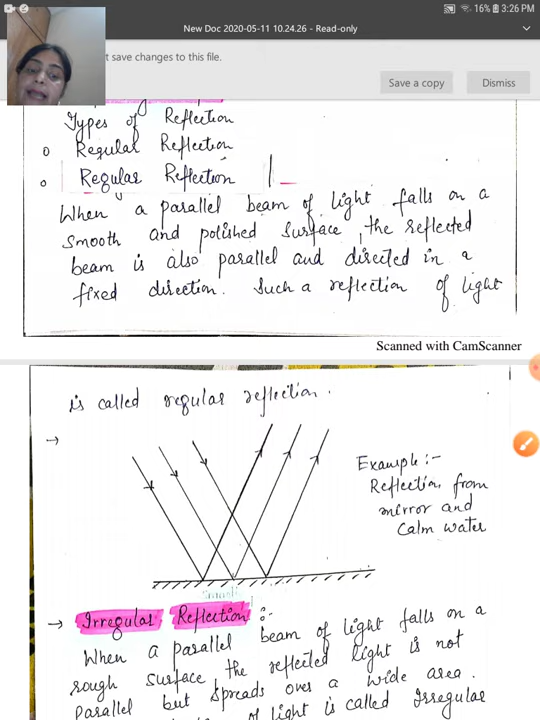 16% 3:26 PM
New Doc 2020-05-11 10.24.26 - Read-only
t save changes to this file.
Save a copy
Dismiss
Types of Reflection
Regular Reflection
Regular Reflection
When a parallel beam of light falls on a
smooth and polished surface, the reflected
beam is also parallel and directed in a
fixed direction. Such a reflection of light
Scanned with CamScanner
is called regular reflection.
Example:-
Reflection from
mirror and
calm water
Irregular Reflection :-
When a parallel beam of light falls on a
rough surface the reflected light is not
parallel but spreads over a wide area.
of light is called Irregular